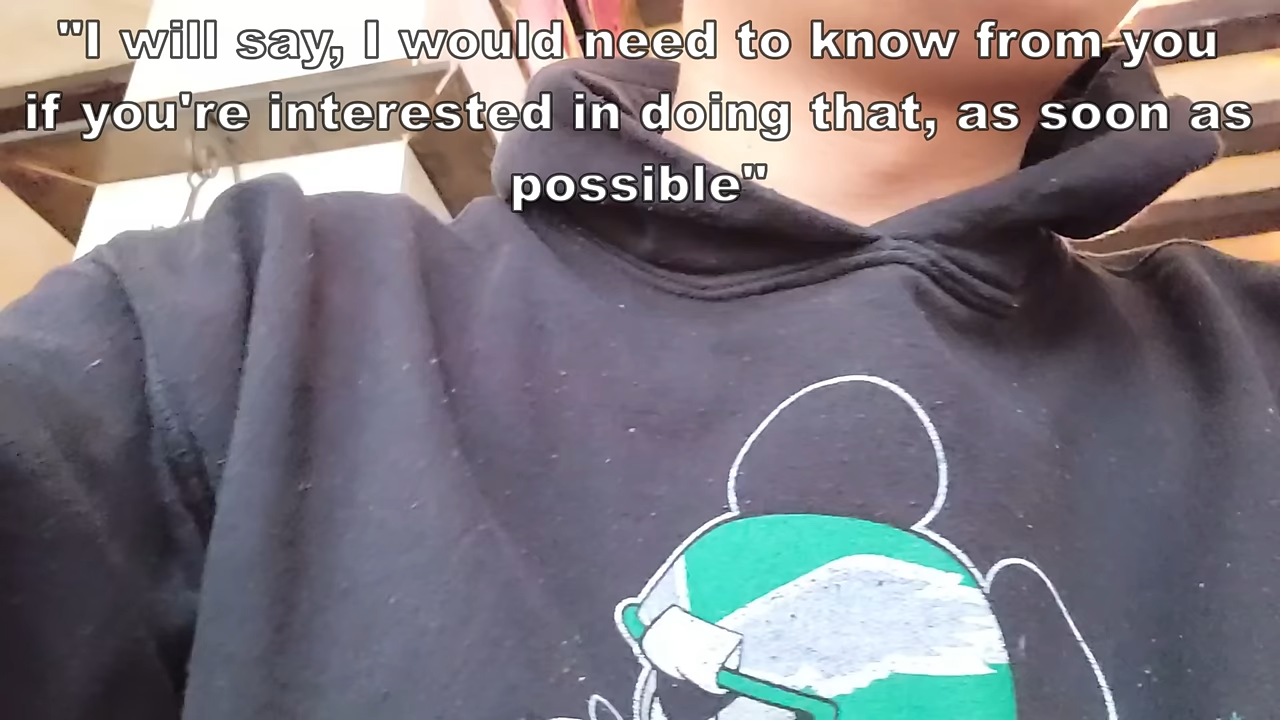 "I will say, I would need to know from you
if you're interested in doing that, as soon as
possible"